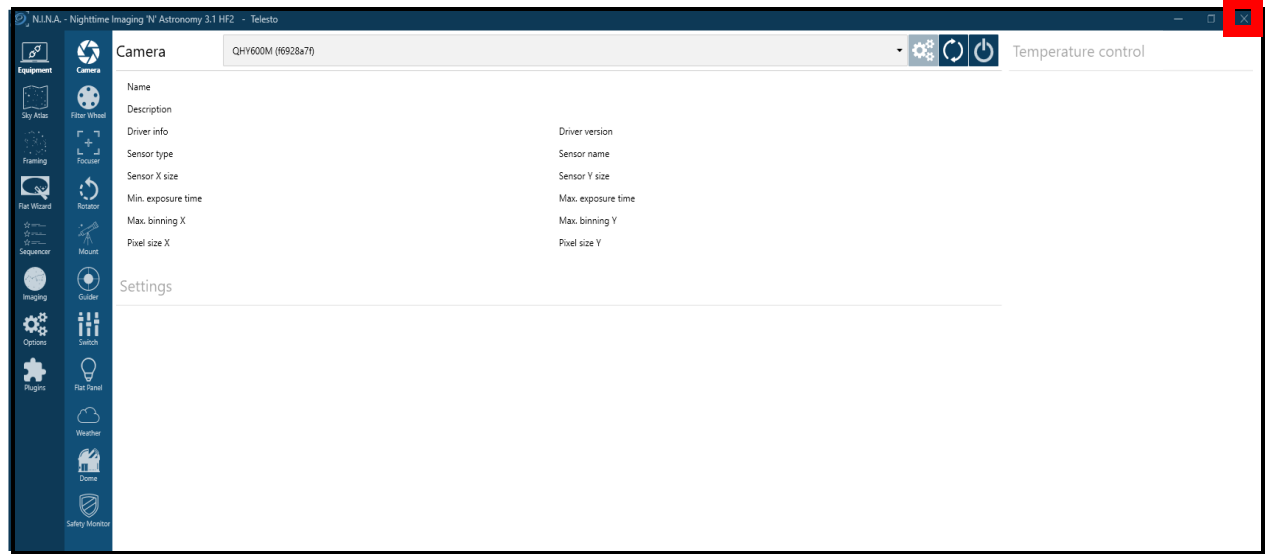 N.I.N.A. - Nighttime Imaging 'N' Astronomy 3.1 HF2 - Telesto
Equipment
Sky Atlas
Framing
Flat Wizard
Sequencer
Imaging
Options
Plugins
Camera
Filter Wheel
Focuser
Rotator
Mount
Guider
Switch
Flat Panel
Weather
Dome
Safety Monitor
Camera
QHY600M (f6928a7f)
Name
Description
Driver info
Driver version
Sensor type
Sensor name
Sensor X size
Sensor Y size
Min. exposure time
Max. exposure time
Max. binning X
Max. binning Y
Pixel size X
Pixel size Y
Settings
Temperature control